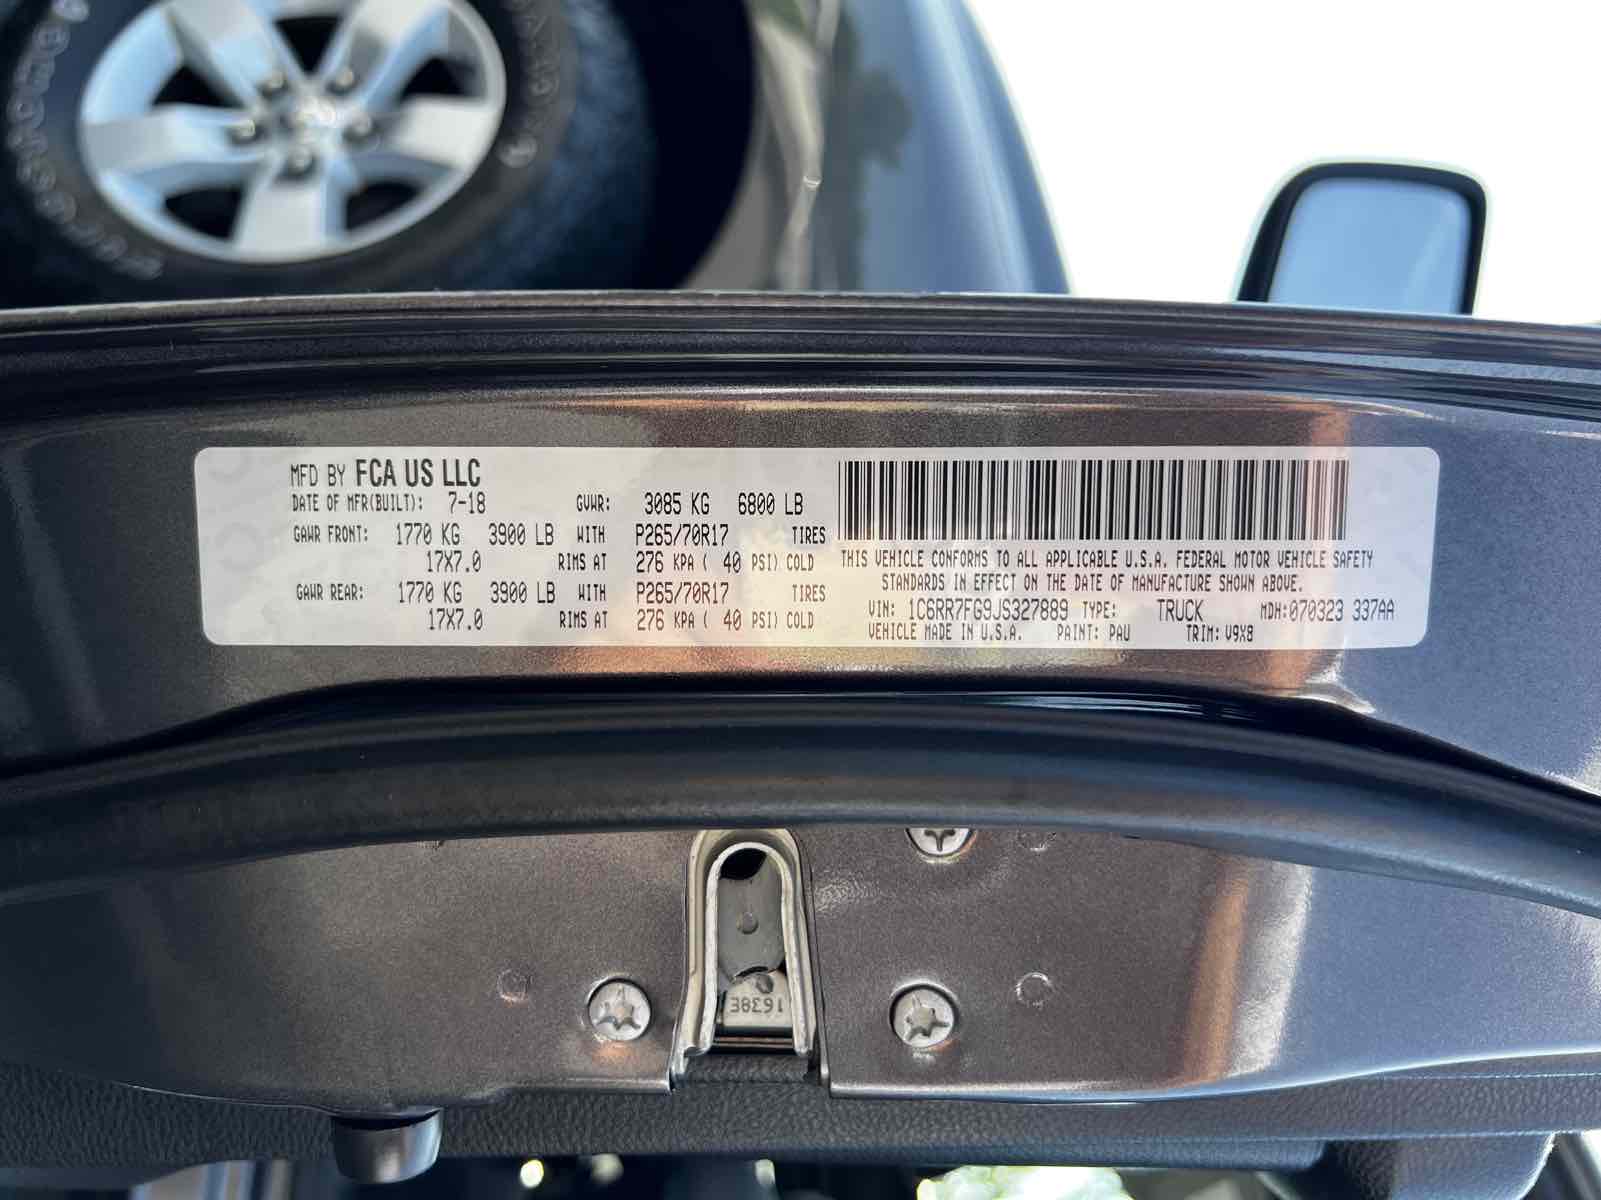 MFD BY FCA US LLC
DATE OF MFR(BUILT): 7-18 GVWR: 3085 KG 6800 LB
GAWR FRONT: 1770 KG 3900 LB WITH P265/70R17 TIRES
17X7.0 RIMS AT 276 KPA ( 40 PSI) COLD
GAWR REAR: 1770 KG 3900 LB WITH P265/70R17 TIRES
17X7.0 RIMS AT 276 KPA ( 40 PSI) COLD
THIS VEHICLE CONFORMS TO ALL APPLICABLE U.S.A. FEDERAL MOTOR VEHICLE SAFETY
STANDARDS IN EFFECT ON THE DATE OF MANUFACTURE SHOWN ABOVE.
VIN: 1C6RR7FG9JS327889 TYPE: TRUCK MDH:070323 337AA
VEHICLE MADE IN U.S.A. PAINT: PAU TRIM: V9X8
1638E